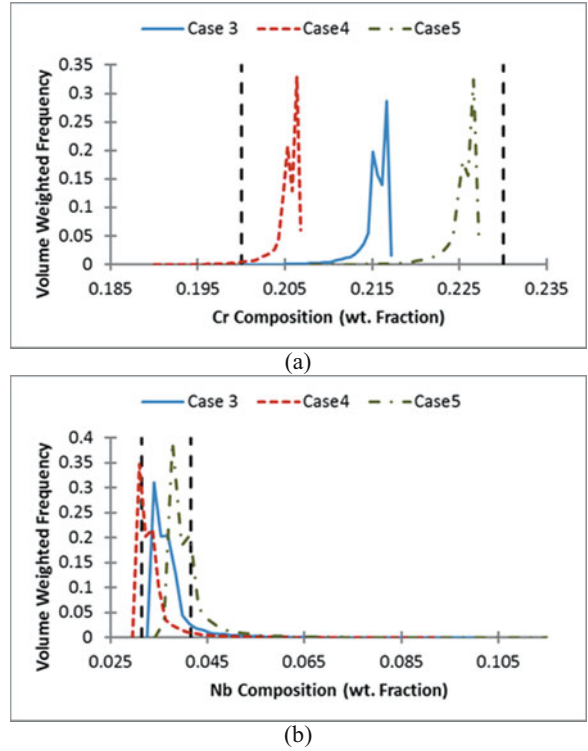 Case 3 Case4 Case5
Volume Weighted Frequency
0.35
0.3
0.25
0.2
0.15
0.1
0.05
0
0.185 0.195 0.205 0.215 0.225 0.235
Cr Composition (wt. Fraction)
(a)
Case 3 Case4 Case5
Volume Weighted Frequency
0.4
0.35
0.3
0.25
0.2
0.15
0.1
0.05
0
0.025 0.045 0.065 0.085 0.105
Nb Composition (wt. Fraction)
(b)